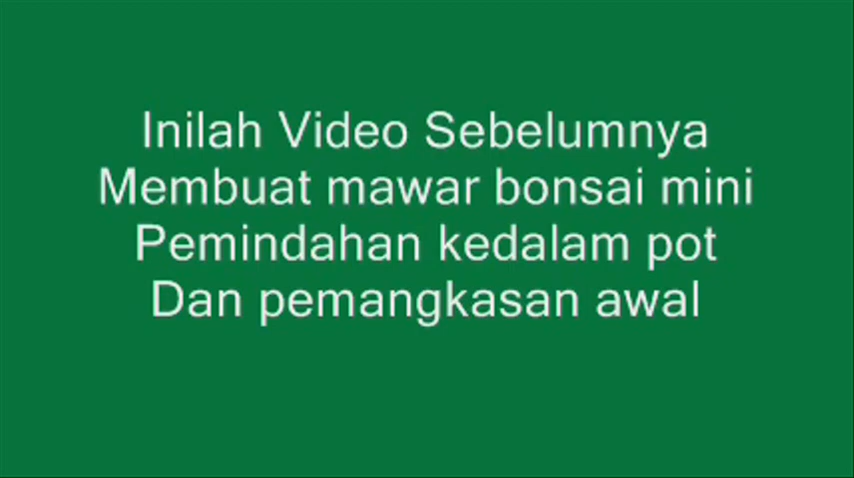 Inilah Video Sebelumnya
Membuat mawar bonsai mini
Pemindahan kedalam pot
Dan pemangkasan awal